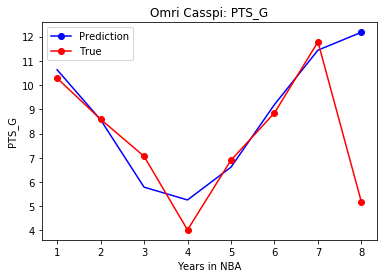 Omri Casspi: PTS_G
Prediction
True
PTS_G
12
11
10
9
8
7
6
5
4
1 2 3 4 5 6 7 8
Years in NBA